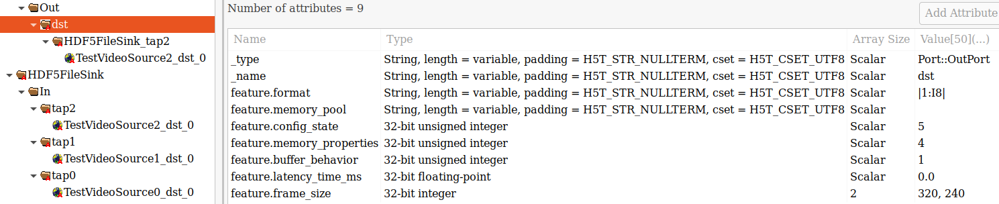 Out
dst
HDF5FileSink_tap2
TestVideoSource2_dst_0
HDF5FileSink
In
tap2
TestVideoSource2_dst_0
tap1
TestVideoSource1_dst_0
tap0
TestVideoSource0_dst_0
Number of attributes = 9
Add Attribute
Name Type Array Size Value[50](...)
_type String, length = variable, padding = H5T_STR_NULLTERM, cset = H5T_CSET_UTF8 Scalar Port::OutPort
_name String, length = variable, padding = H5T_STR_NULLTERM, cset = H5T_CSET_UTF8 Scalar dst
feature.format String, length = variable, padding = H5T_STR_NULLTERM, cset = H5T_CSET_UTF8 Scalar |1:I8|
feature.memory_pool String, length = variable, padding = H5T_STR_NULLTERM, cset = H5T_CSET_UTF8 Scalar
feature.config_state 32-bit unsigned integer Scalar 5
feature.memory_properties 32-bit unsigned integer Scalar 4
feature.buffer_behavior 32-bit unsigned integer Scalar 1
feature.latency_time_ms 32-bit floating-point Scalar 0.0
feature.frame_size 32-bit integer 2 320, 240